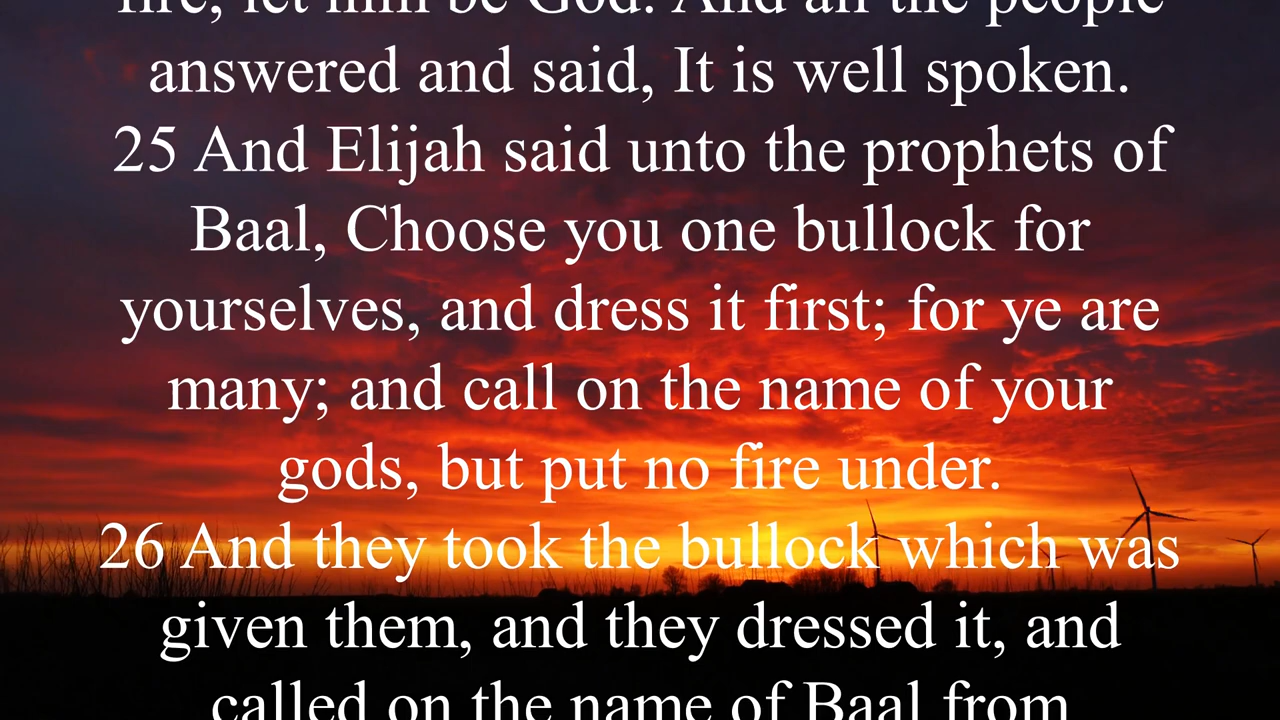 fire, let him be God. And all the people
answered and said, It is well spoken.
25 And Elijah said unto the prophets of
Baal, Choose you one bullock for
yourselves, and dress it first; for ye are
many; and call on the name of your
gods, but put no fire under.
26 And they took the bullock which was
given them, and they dressed it, and
called on the name of Baal from